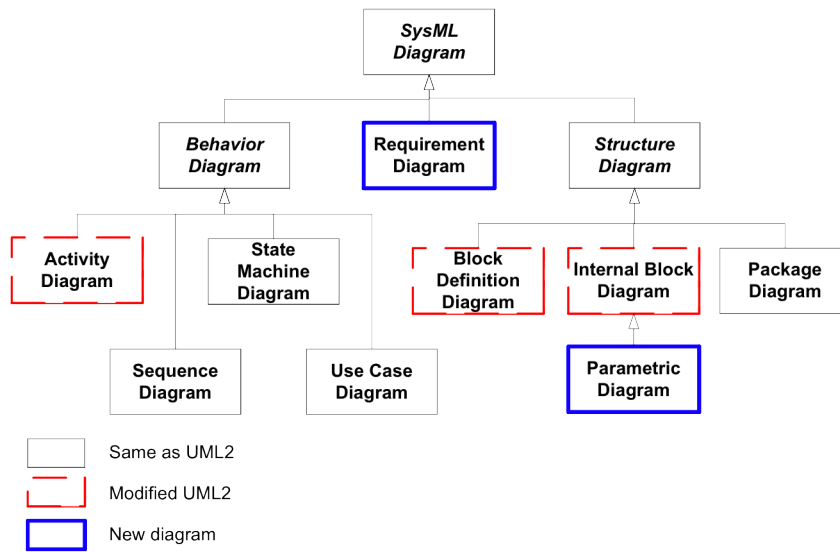 SysML
Diagram
Behavior
Diagram
Requirement
Diagram
Structure
Diagram
Activity
Diagram
State
Machine
Diagram
Block
Definition
Diagram
Internal Block
Diagram
Package
Diagram
Sequence
Diagram
Use Case
Diagram
Parametric
Diagram
Same as UML2
Modified UML2
New diagram